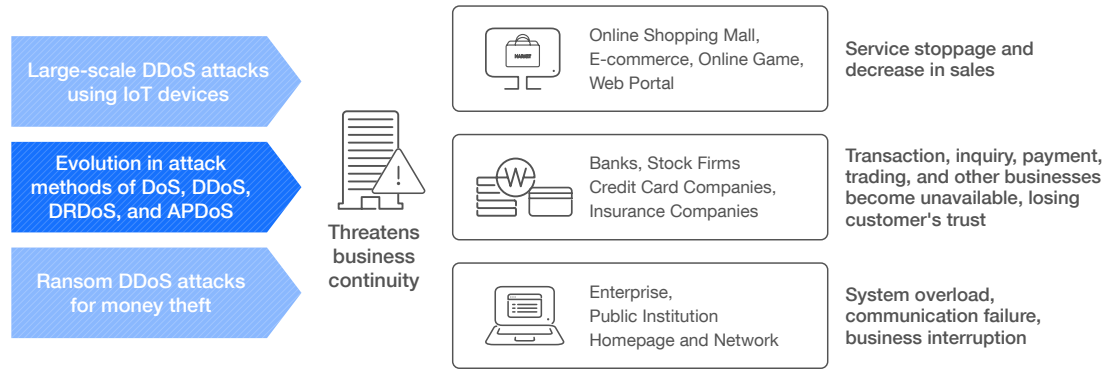 Large-scale DDoS attacks
using IoT devices
Evolution in attack
methods of DoS, DDoS,
DRDoS, and APDoS
Ransom DDoS attacks
for money theft
Threatens
business
continuity
MARKET
Online Shopping Mall,
E-commerce, Online Game,
Web Portal
Service stoppage and
decrease in sales
W
Banks, Stock Firms
Credit Card Companies,
Insurance Companies
Transaction, inquiry, payment,
trading, and other businesses
become unavailable, losing
customer's trust
Enterprise,
Public Institution
Homepage and Network
System overload,
communication failure,
business interruption